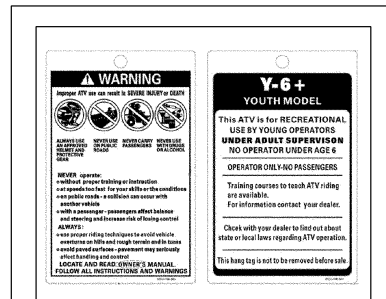 WARNING
Improper ATV use can result in SEVERE INJURY or DEATH
ALWAYS USE
AN APPROVED
HELMET AND
PROTECTIVE
GEAR
NEVER USE
ON PUBLIC
ROADS
NEVER CARRY
PASSENGERS
NEVER USE
WITH DRUGS
OR ALCOHOL
NEVER operate:
without proper training or instruction
at speeds too fast for your skills or the conditions
on public roads - a collision can occur with
another vehicle
with a passenger - passengers affect balance
and steering and increase risk of losing control
ALWAYS:
use proper riding techniques to avoid vehicle
overturns on hills and rough terrain and in turns
avoid paved surfaces - pavement may seriously
affect handling and control
LOCATE AND READ OWNER'S MANUAL.
FOLLOW ALL INSTRUCTIONS AND WARNINGS
Y-6+
YOUTH MODEL
This ATV is for RECREATIONAL
USE BY YOUNG OPERATORS
UNDER ADULT SUPERVISON
NO OPERATOR UNDER AGE 6
OPERATOR ONLY-NO PASSENGERS
Training courses to teach ATV riding
are available.
For information contact your dealer.
Check with your dealer to find out about
state or local laws regarding ATV operation.
This hang tag is not to be removed before sale.